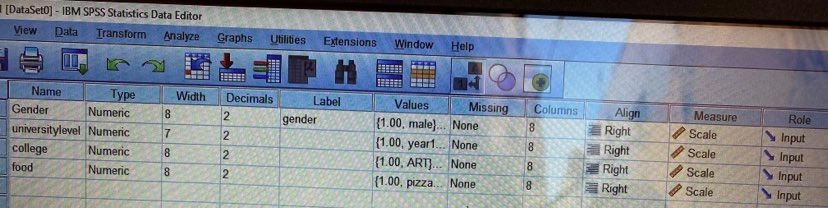 [DataSet0] - IBM SPSS Statistics Data Editor
View Data Transform Analyze Graphs Utilities Extensions Window Help
Name Type Width Decimals Label Values Missing Columns Align Measure Role
Gender Numeric 8 2 gender {1.00, male}... None 8 Right Scale Input
universitylevel Numeric 7 2 {1.00, year1... None 8 Right Scale Input
college Numeric 8 2 {1.00, ART}... None 8 Right Scale Input
food Numeric 8 2 {1.00, pizza... None 8 Right Scale Input